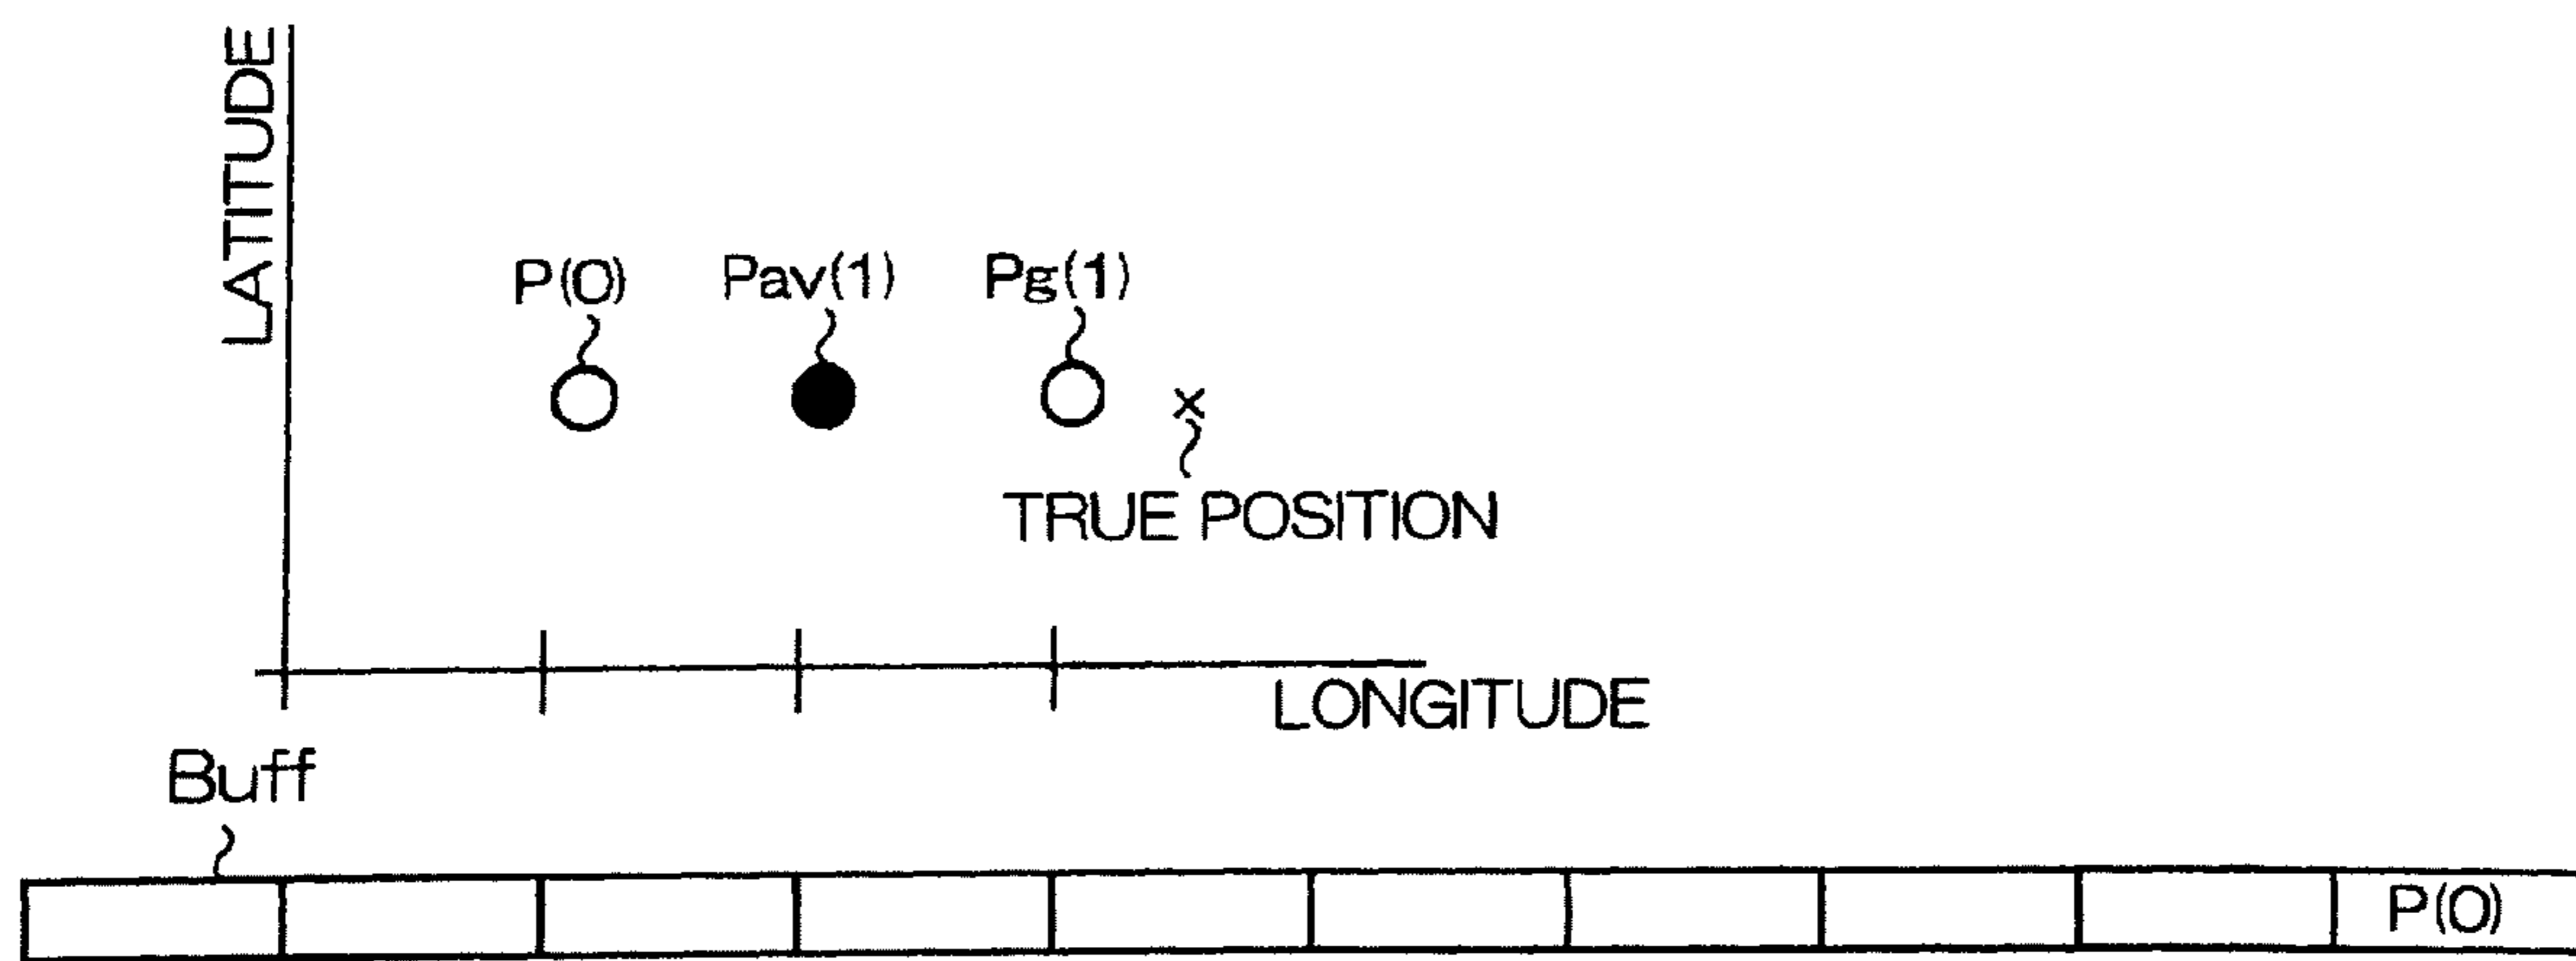 LATITUDE
P(0) Pav(1) Pg(1)
x
TRUE POSITION
LONGITUDE
Buff
P(0)